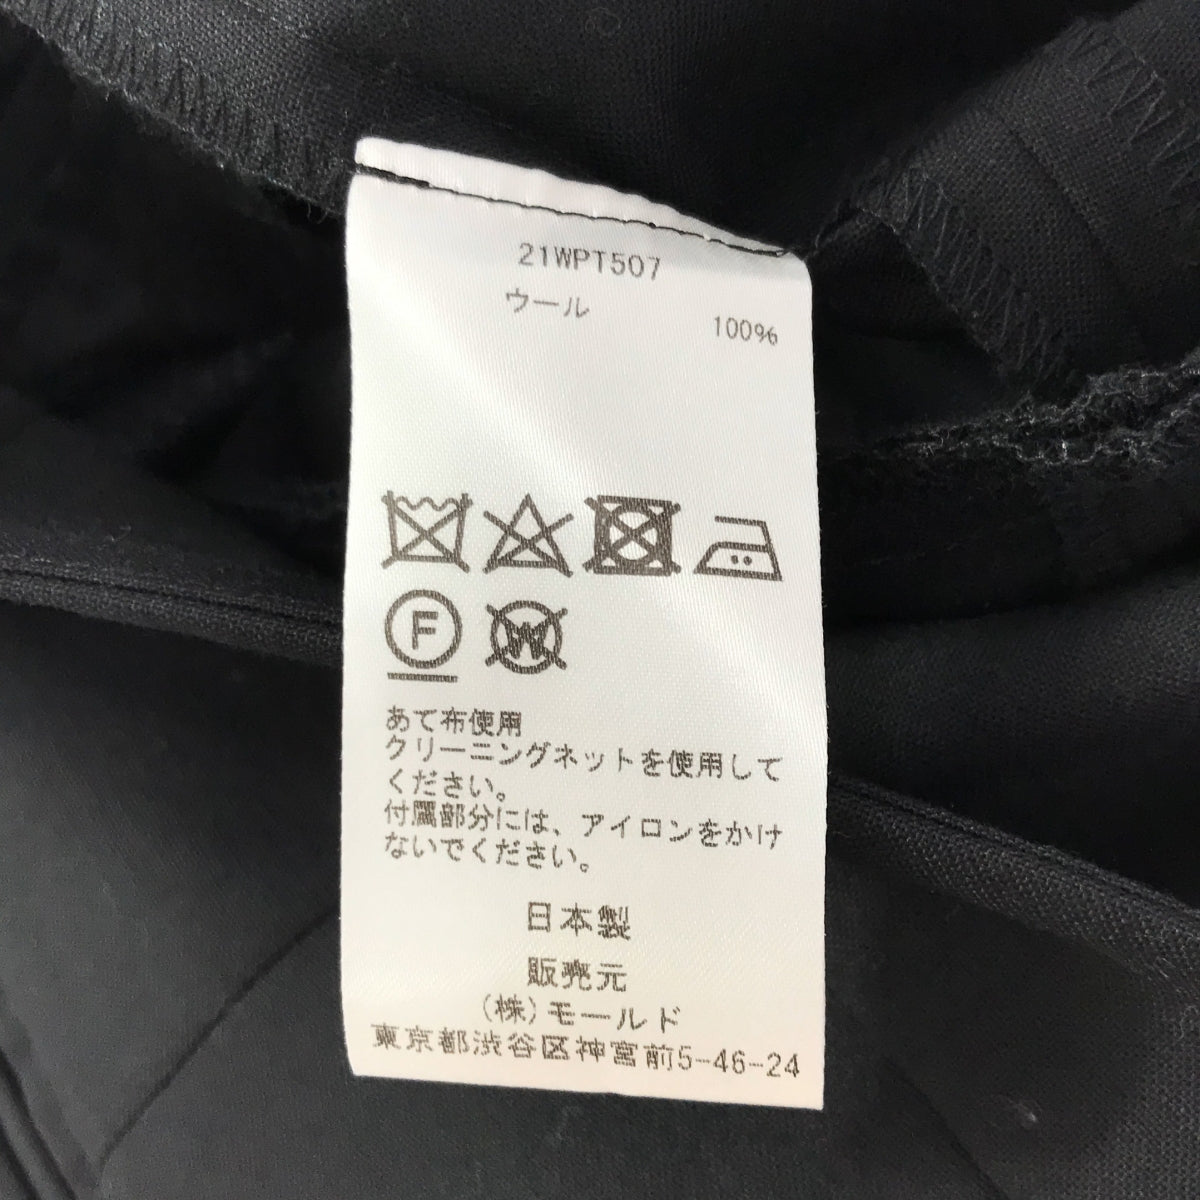 21WPT507
ウール 100%
F
W
あて布使用
クリーニングネットを使用して
ください。
付属部分には、アイロンをかけ
ないでください。
日本製
販売元
(株)モールド
東京都渋谷区神宮前5-46-24